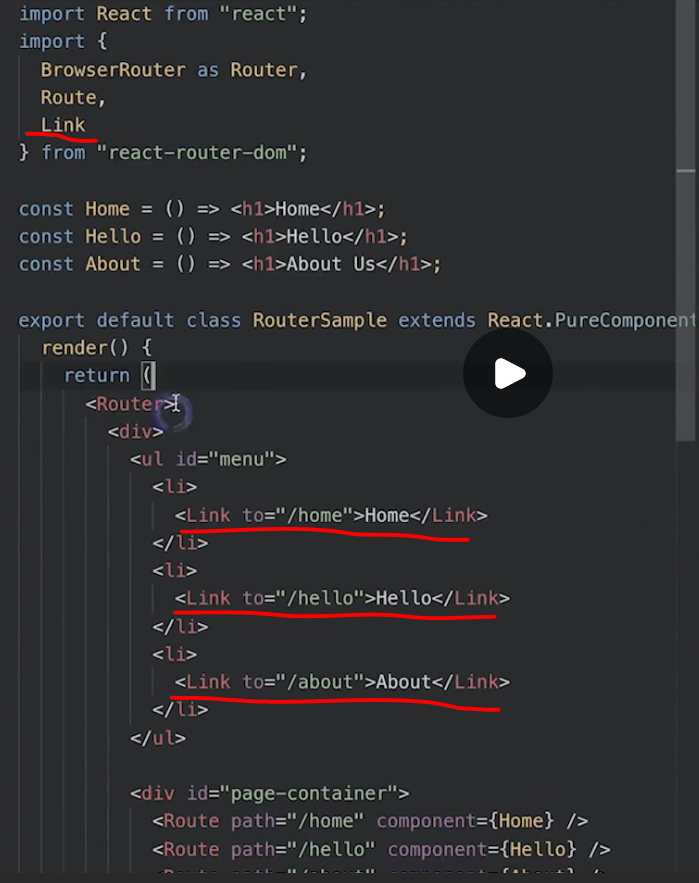 import React from "react";
import {
BrowserRouter as Router,
Route,
Link
} from "react-router-dom";
const Home = () => <h1>Home</h1>;
const Hello = () => <h1>Hello</h1>;
const About = () => <h1>About Us</h1>;
export default class RouterSample extends React.PureComponent
render() {
return (
<Router>
<div>
<ul id="menu">
<li>
<Link to="/home">Home</Link>
</li>
<li>
<Link to="/hello">Hello</Link>
</li>
<li>
<Link to="/about">About</Link>
</li>
</ul>
<div id="page-container">
<Route path="/home" component={Home} />
<Route path="/hello" component={Hello} />